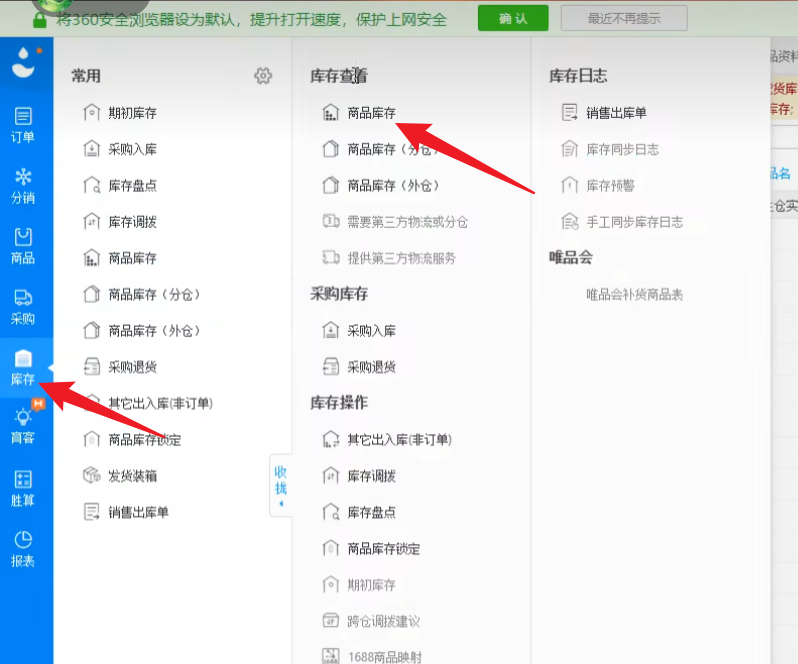 将360安全浏览器设为默认，提升打开速度，保护上网安全
确认
最近不再提示
订单
分销
商品
采购
库存
胜算
报表
常用
期初库存
采购入库
库存盘点
库存调拨
商品库存
商品库存（分仓）
商品库存（外仓）
采购退货
其它出入库(非订单)
商品库存锁定
发货装箱
销售出库单
收拢
库存查看
商品库存
商品库存（分仓）
商品库存（外仓）
需要第三方物流或分仓
提供第三方物流服务
采购库存
采购入库
采购退货
库存操作
其它出入库(非订单)
库存调拨
库存盘点
商品库存锁定
期初库存
跨仓调拨建议
1688商品映射
库存日志
销售出库单
库存同步日志
库存预警
手工同步库存日志
唯品会
唯品会补货商品表
品资料
货库
库存;
品名
仓实